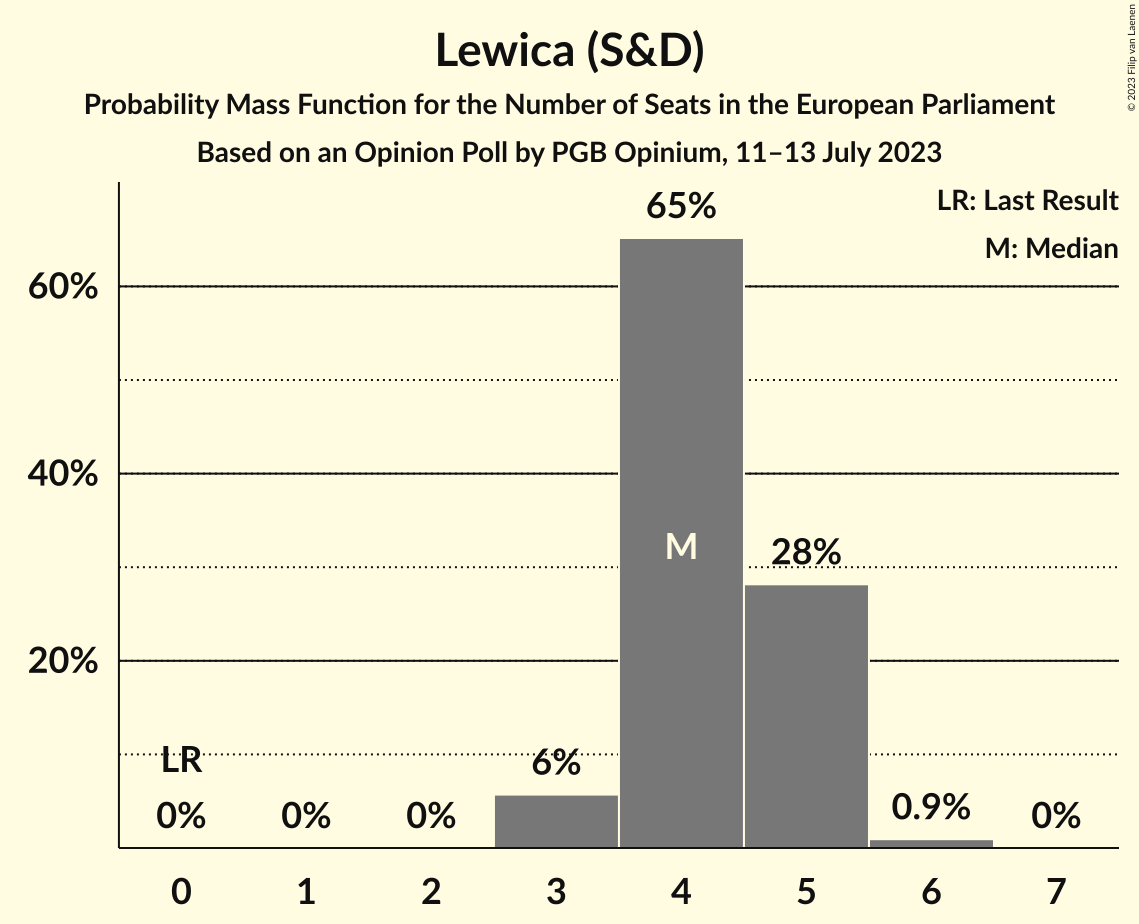 Lewica (S&D)
Probability Mass Function for the Number of Seats in the European Parliament
Based on an Opinion Poll by PGB Opinium, 11–13 July 2023
© 2023 Filip van Laenen
LR: Last Result
M: Median
65%
60%
40%
M
28%
20%
LR
6%
0%
0%
0%
0.9%
0%
0 1 2 3 4 5 6 7